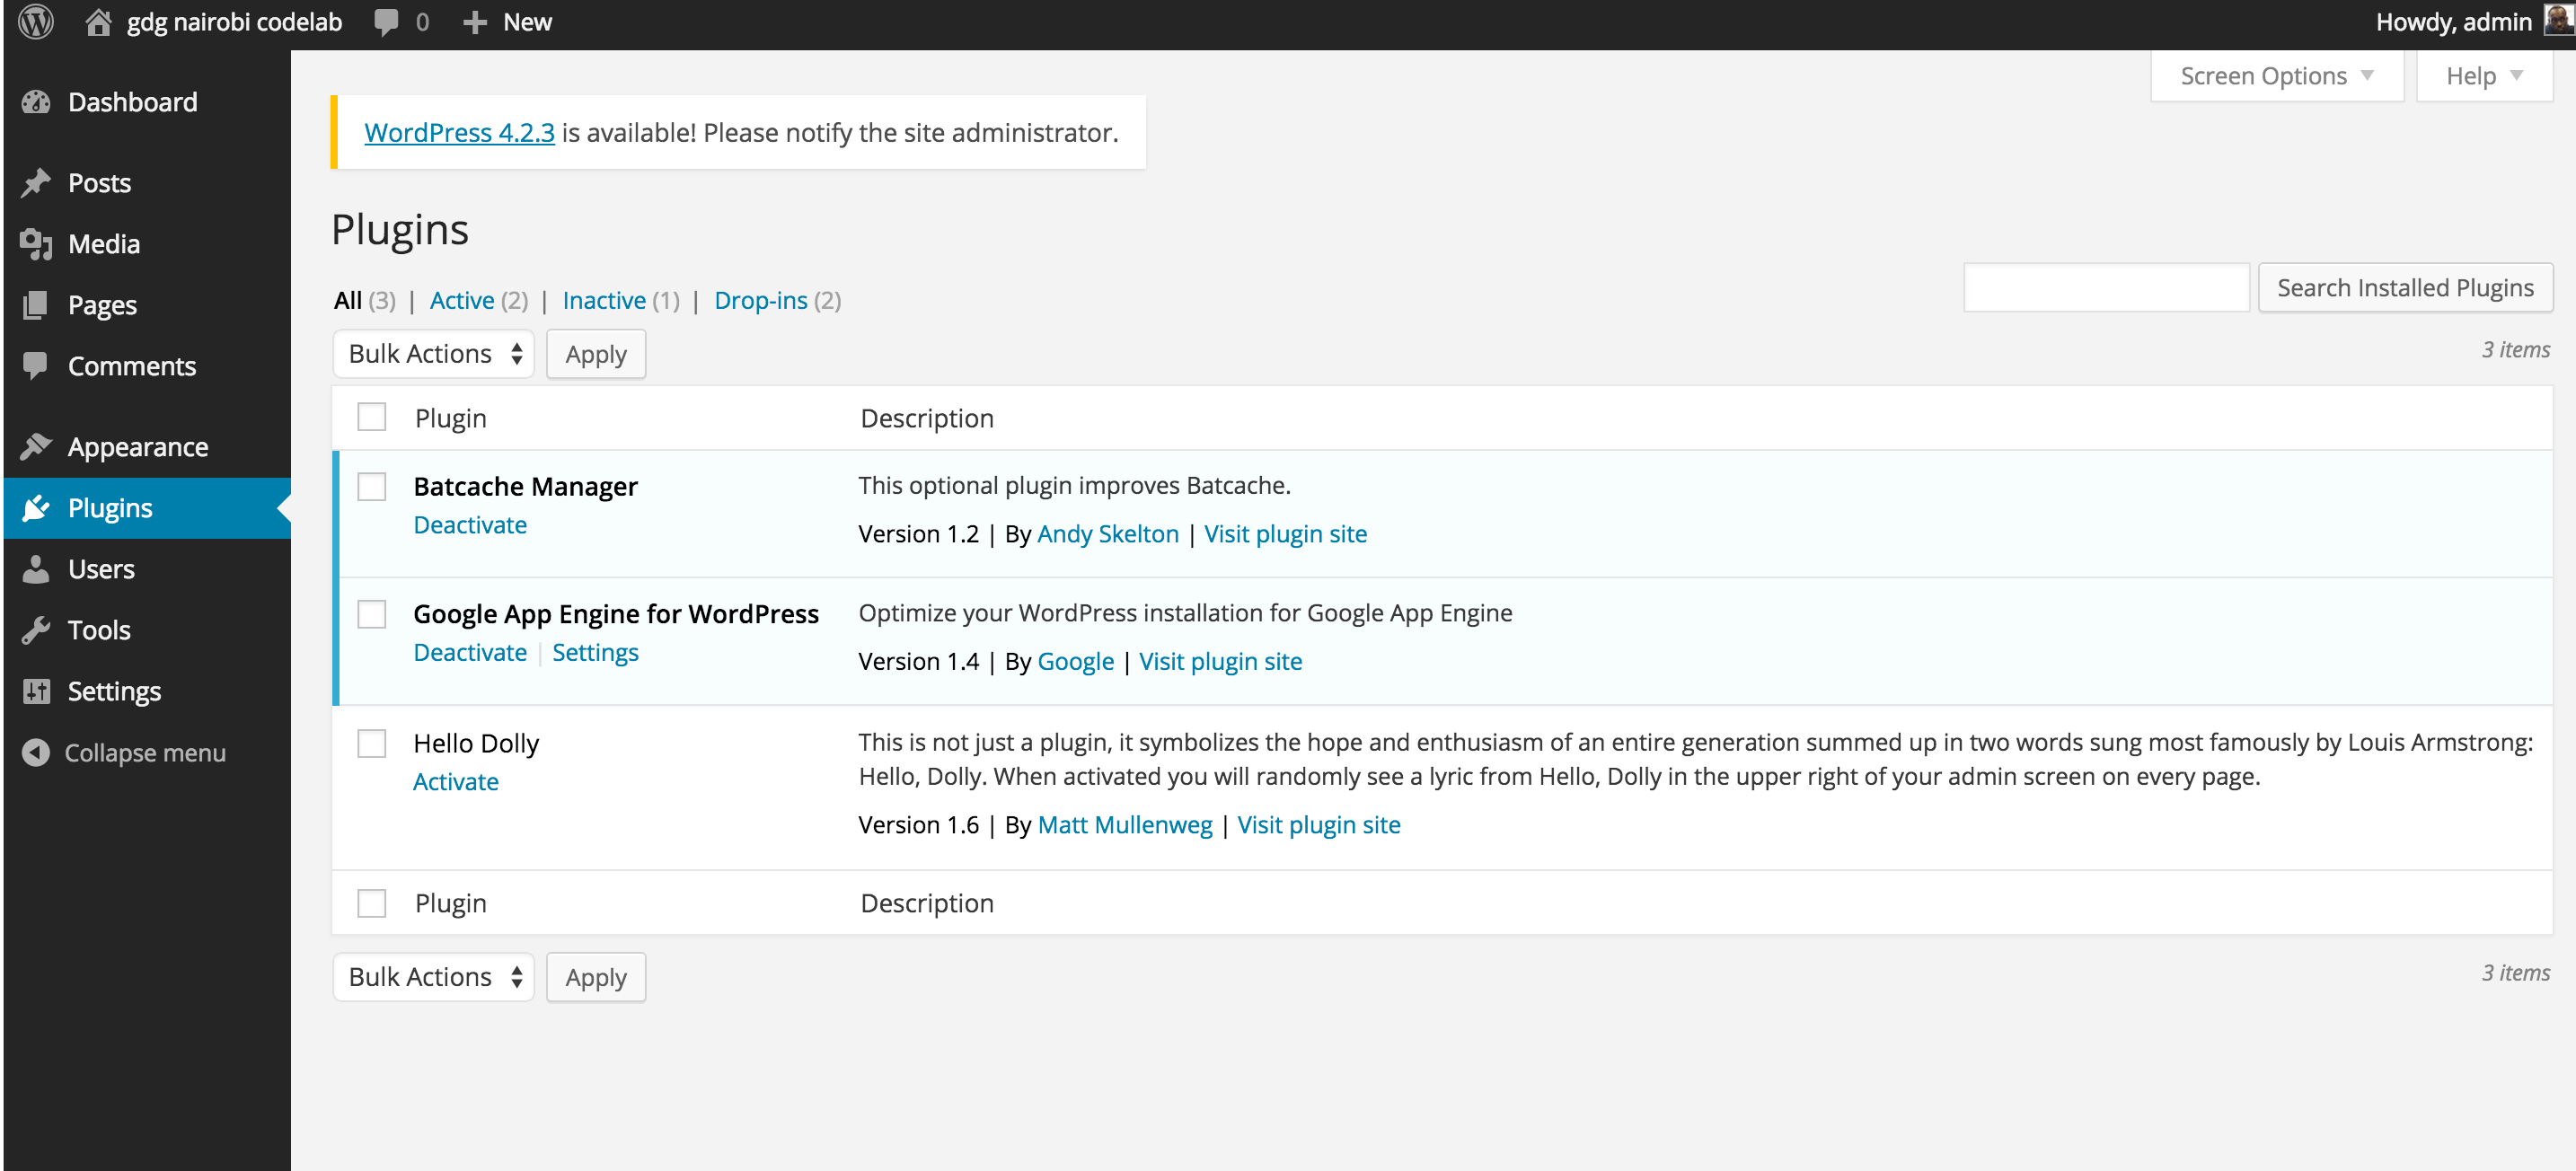 gdg nairobi codelab 0 New Howdy, admin
Screen Options Help
Dashboard
Posts
Media
Pages
Comments
Appearance
Plugins
Users
Tools
Settings
Collapse menu
WordPress 4.2.3 is available! Please notify the site administrator.
Plugins
All (3) | Active (2) | Inactive (1) | Drop-ins (2)
Search Installed Plugins
Bulk Actions Apply
3 items
Plugin Description
Batcache Manager
Deactivate
This optional plugin improves Batcache.
Version 1.2 | By Andy Skelton | Visit plugin site
Google App Engine for WordPress
Deactivate | Settings
Optimize your WordPress installation for Google App Engine
Version 1.4 | By Google | Visit plugin site
Hello Dolly
Activate
This is not just a plugin, it symbolizes the hope and enthusiasm of an entire generation summed up in two words sung most famously by Louis Armstrong:
Hello, Dolly. When activated you will randomly see a lyric from Hello, Dolly in the upper right of your admin screen on every page.
Version 1.6 | By Matt Mullenweg | Visit plugin site
Plugin Description
Bulk Actions Apply
3 items